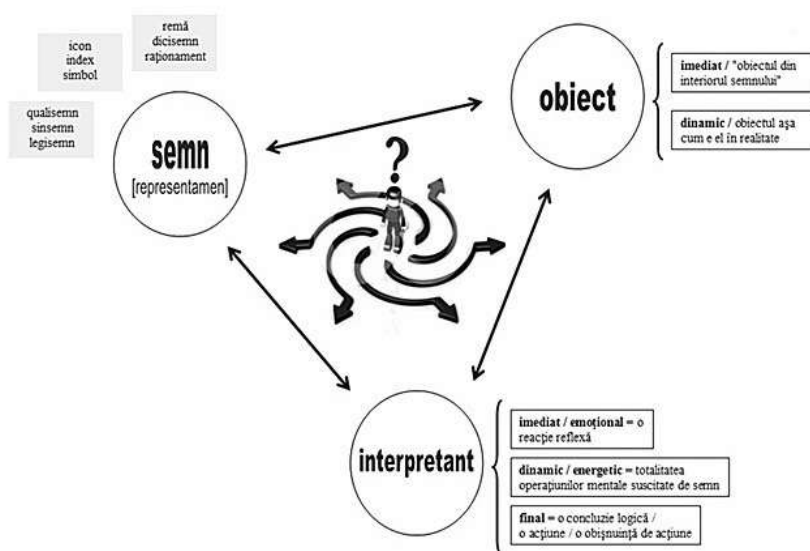 remă
dicisemn
raționament
icon
index
simbol
qualisemn
sinsemn
legisemn
semn
[representamen]
?
obiect
imediat / "obiectul din
interiorul semnului"
dinamic / obiectul așa
cum e el în realitate
interpretant
imediat / emoțional = o
reacție reflexă
dinamic / energetic = totalitatea
operațiunilor mentale suscitate de semn
final = o concluzie logică /
o acțiune / o obișnuință de acțiune